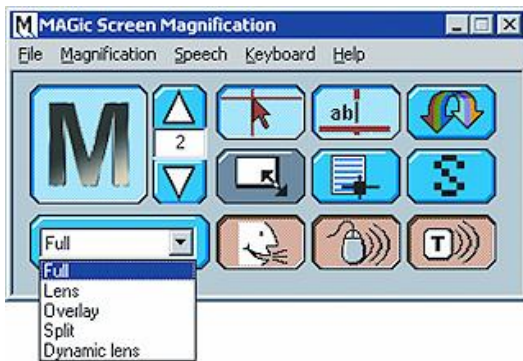 M MAGic Screen Magnification
File Magnification Speech Keyboard Help
M
2
ab
S
T
Full
Full
Lens
Overlay
Split
Dynamic lens